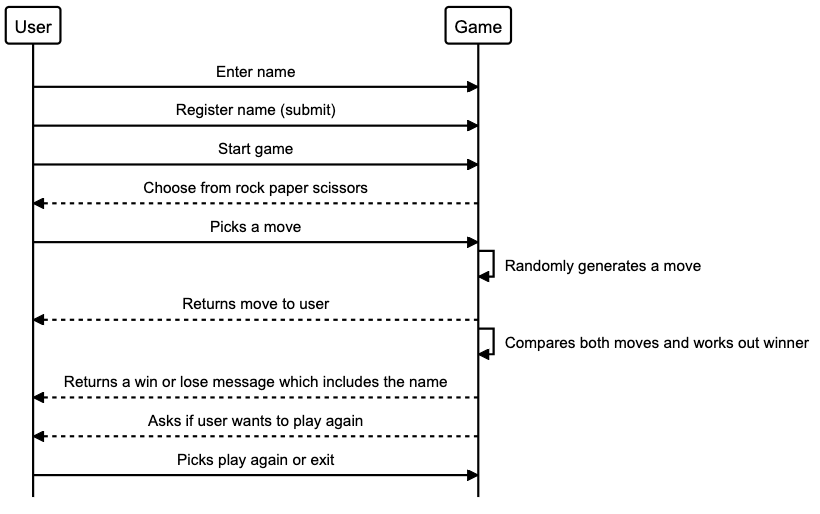 User
Game
Enter name
Register name (submit)
Start game
Choose from rock paper scissors
Picks a move
Randomly generates a move
Returns move to user
Compares both moves and works out winner
Returns a win or lose message which includes the name
Asks if user wants to play again
Picks play again or exit